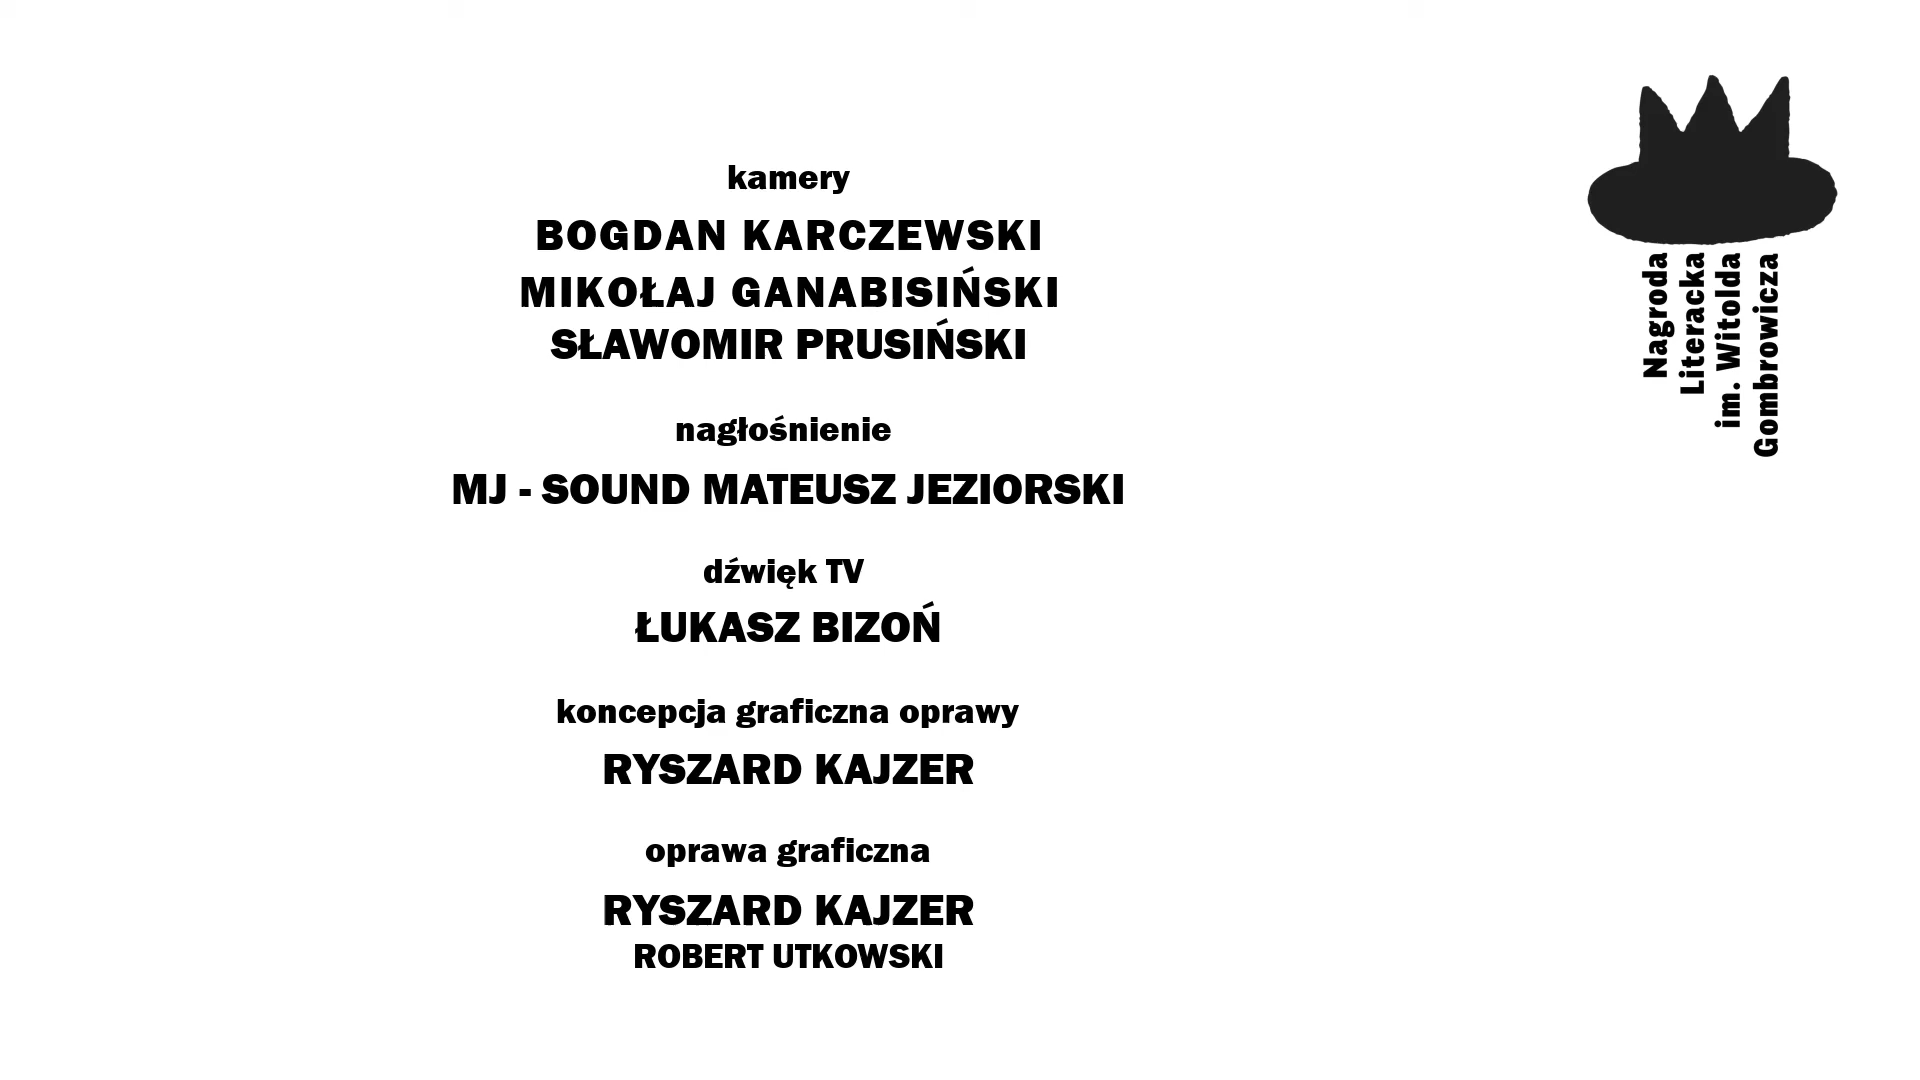 kamery
BOGDAN KARCZEWSKI
MIKOŁAJ GANABISIŃSKI
SŁAWOMIR PRUSIŃSKI
nagłośnienie
MJ - SOUND MATEUSZ JEZIORSKI
dźwięk TV
ŁUKASZ BIZOŃ
koncepcja graficzna oprawy
RYSZARD KAJZER
oprawa graficzna
RYSZARD KAJZER
ROBERT UTKOWSKI
Nagroda
Literacka
im. Witolda
Gombrowicza